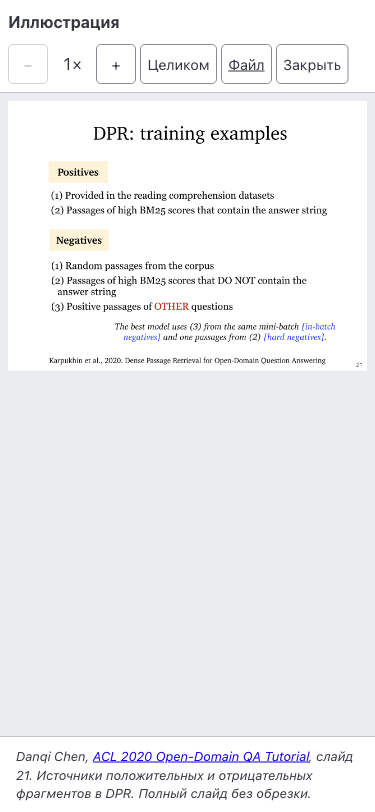 Иллюстрация
− 1× + Целиком Файл Закрыть
DPR: training examples
Positives
(1) Provided in the reading comprehension datasets
(2) Passages of high BM25 scores that contain the answer string
Negatives
(1) Random passages from the corpus
(2) Passages of high BM25 scores that DO NOT contain the
answer string
(3) Positive passages of OTHER questions
The best model uses (3) from the same mini-batch [in-batch
negatives] and one passages from (2) [hard negatives].
Karpukhin et al., 2020. Dense Passage Retrieval for Open-Domain Question Answering
21
Danqi Chen, ACL 2020 Open-Domain QA Tutorial, слайд
21. Источники положительных и отрицательных
фрагментов в DPR. Полный слайд без обрезки.